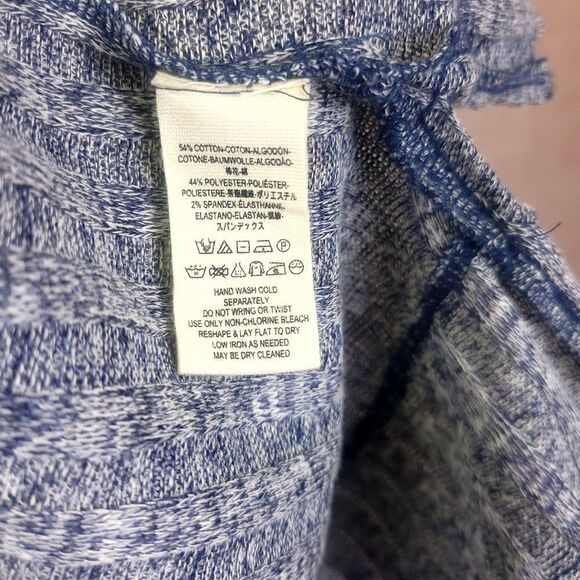 54% COTTON-COTON-ALGODÓN-
COTONE-BAUMWOLLE-ALGODÃO-
棉花-綿
44% POLYESTER-POLIÉSTER-
POLIESTERE-聚酯纖維-ポリエステル
2% SPANDEX-ÉLASTHANNE-
ELASTANO-ELASTAN-氨綸-
スパンデックス
HAND WASH COLD
SEPARATELY
DO NOT WRING OR TWIST
USE ONLY NON-CHLORINE BLEACH
RESHAPE & LAY FLAT TO DRY
LOW IRON AS NEEDED
MAY BE DRY CLEANED